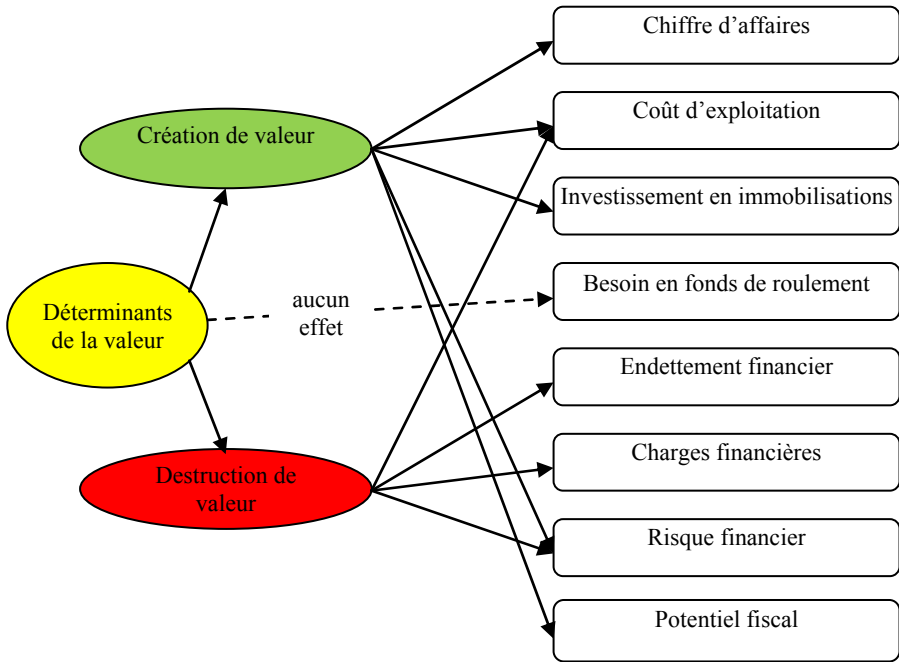 Chiffre d’affaires
Coût d’exploitation
Création de valeur
Investissement en immobilisations
Besoin en fonds de roulement
aucun
effet
Déterminants
de la valeur
Endettement financier
Charges financières
Destruction de
valeur
Risque financier
Potentiel fiscal